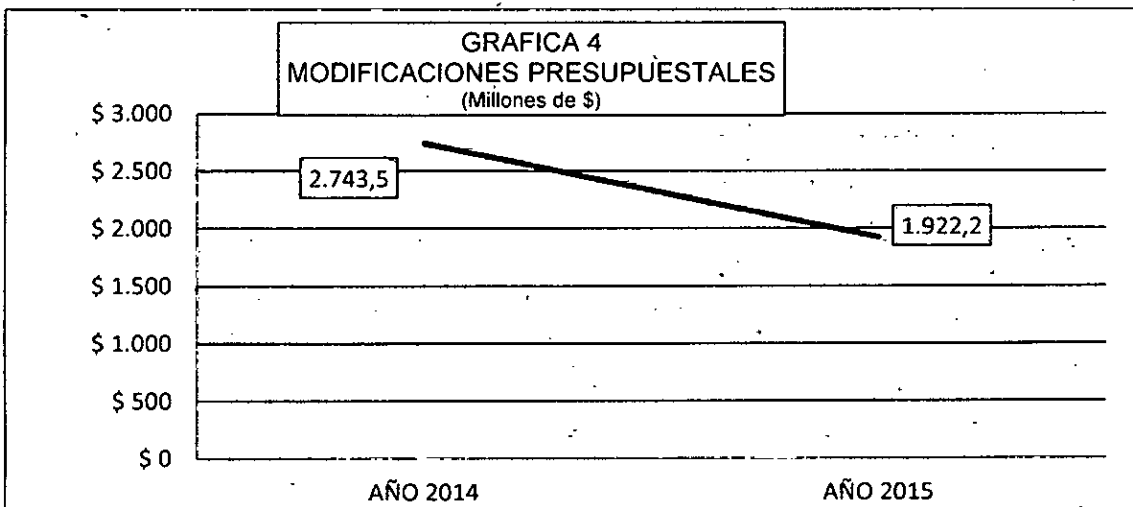 GRAFICA 4
MODIFICACIONES PRESUPUESTALES
(Millones de $)
$ 3.000
$ 2.500
$ 2.000
$ 1.500
$ 1.000
$ 500
$ 0
2.743,5
1.922,2
AÑO 2014
AÑO 2015